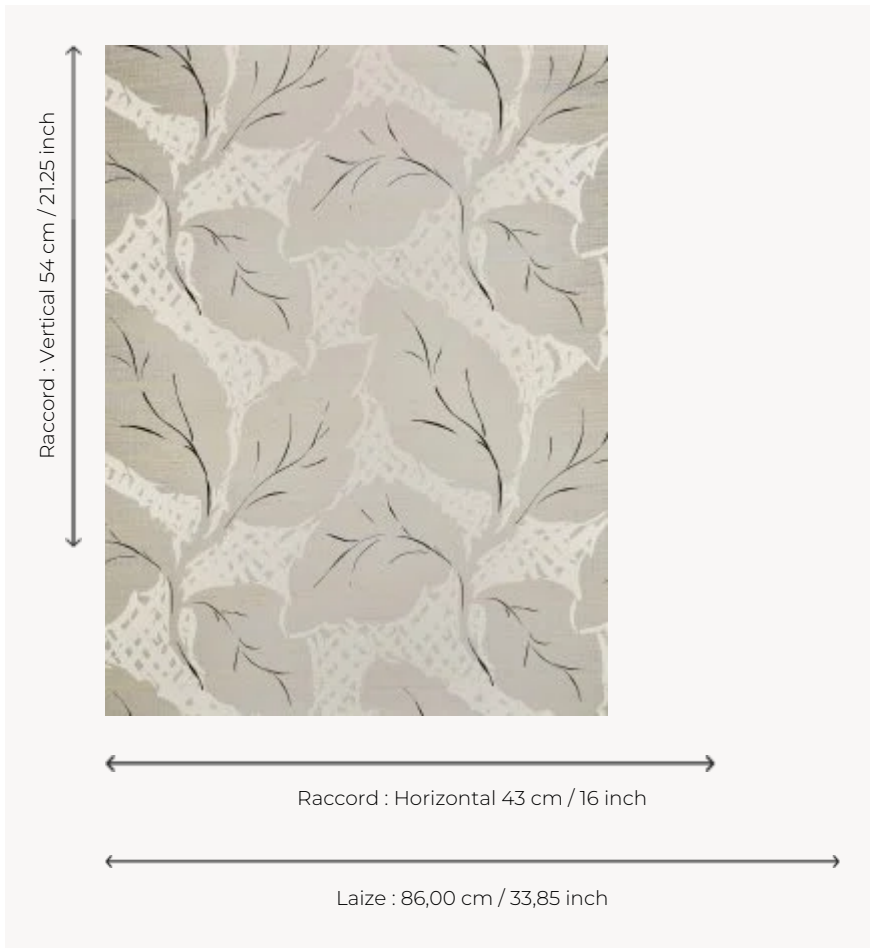 Raccord : Vertical 54 cm / 21.25 inch
Raccord : Horizontal 43 cm / 16 inch
Laize : 86,00 cm / 33,85 inch